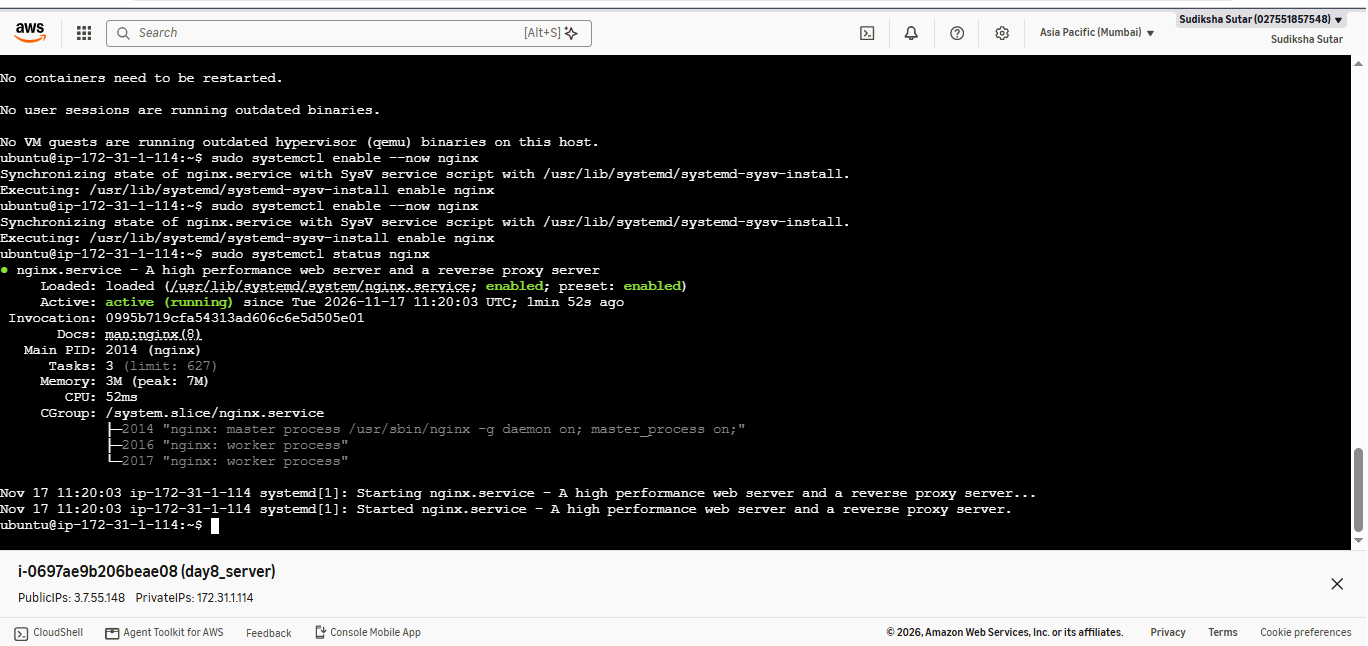 aws
Search [Alt+S]
Asia Pacific (Mumbai) ▼
Sudiksha Sutar (027551857548) ▼
Sudiksha Sutar
No containers need to be restarted.
No user sessions are running outdated binaries.
No VM guests are running outdated hypervisor (qemu) binaries on this host.
ubuntu@ip-172-31-1-114:~$ sudo systemctl enable --now nginx
Synchronizing state of nginx.service with SysV service script with /usr/lib/systemd/systemd-sysv-install.
Executing: /usr/lib/systemd/systemd-sysv-install enable nginx
ubuntu@ip-172-31-1-114:~$ sudo systemctl enable --now nginx
Synchronizing state of nginx.service with SysV service script with /usr/lib/systemd/systemd-sysv-install.
Executing: /usr/lib/systemd/systemd-sysv-install enable nginx
ubuntu@ip-172-31-1-114:~$ sudo systemctl status nginx
● nginx.service - A high performance web server and a reverse proxy server
Loaded: loaded (/usr/lib/systemd/system/nginx.service; enabled; preset: enabled)
Active: active (running) since Tue 2026-11-17 11:20:03 UTC; 1min 52s ago
Invocation: 0995b719cfa54313ad606c6e5d505e01
Docs: man:nginx(8)
Main PID: 2014 (nginx)
Tasks: 3 (limit: 627)
Memory: 3M (peak: 7M)
CPU: 52ms
CGroup: /system.slice/nginx.service
├─2014 "nginx: master process /usr/sbin/nginx -g daemon on; master_process on;"
├─2016 "nginx: worker process"
└─2017 "nginx: worker process"
Nov 17 11:20:03 ip-172-31-1-114 systemd[1]: Starting nginx.service - A high performance web server and a reverse proxy server...
Nov 17 11:20:03 ip-172-31-1-114 systemd[1]: Started nginx.service - A high performance web server and a reverse proxy server.
ubuntu@ip-172-31-1-114:~$
i-0697ae9b206beae08 (day8_server)
PublicIPs: 3.7.55.148 PrivateIPs: 172.31.1.114
CloudShell Agent Toolkit for AWS Feedback Console Mobile App © 2026, Amazon Web Services, Inc. or its affiliates. Privacy Terms Cookie preferences